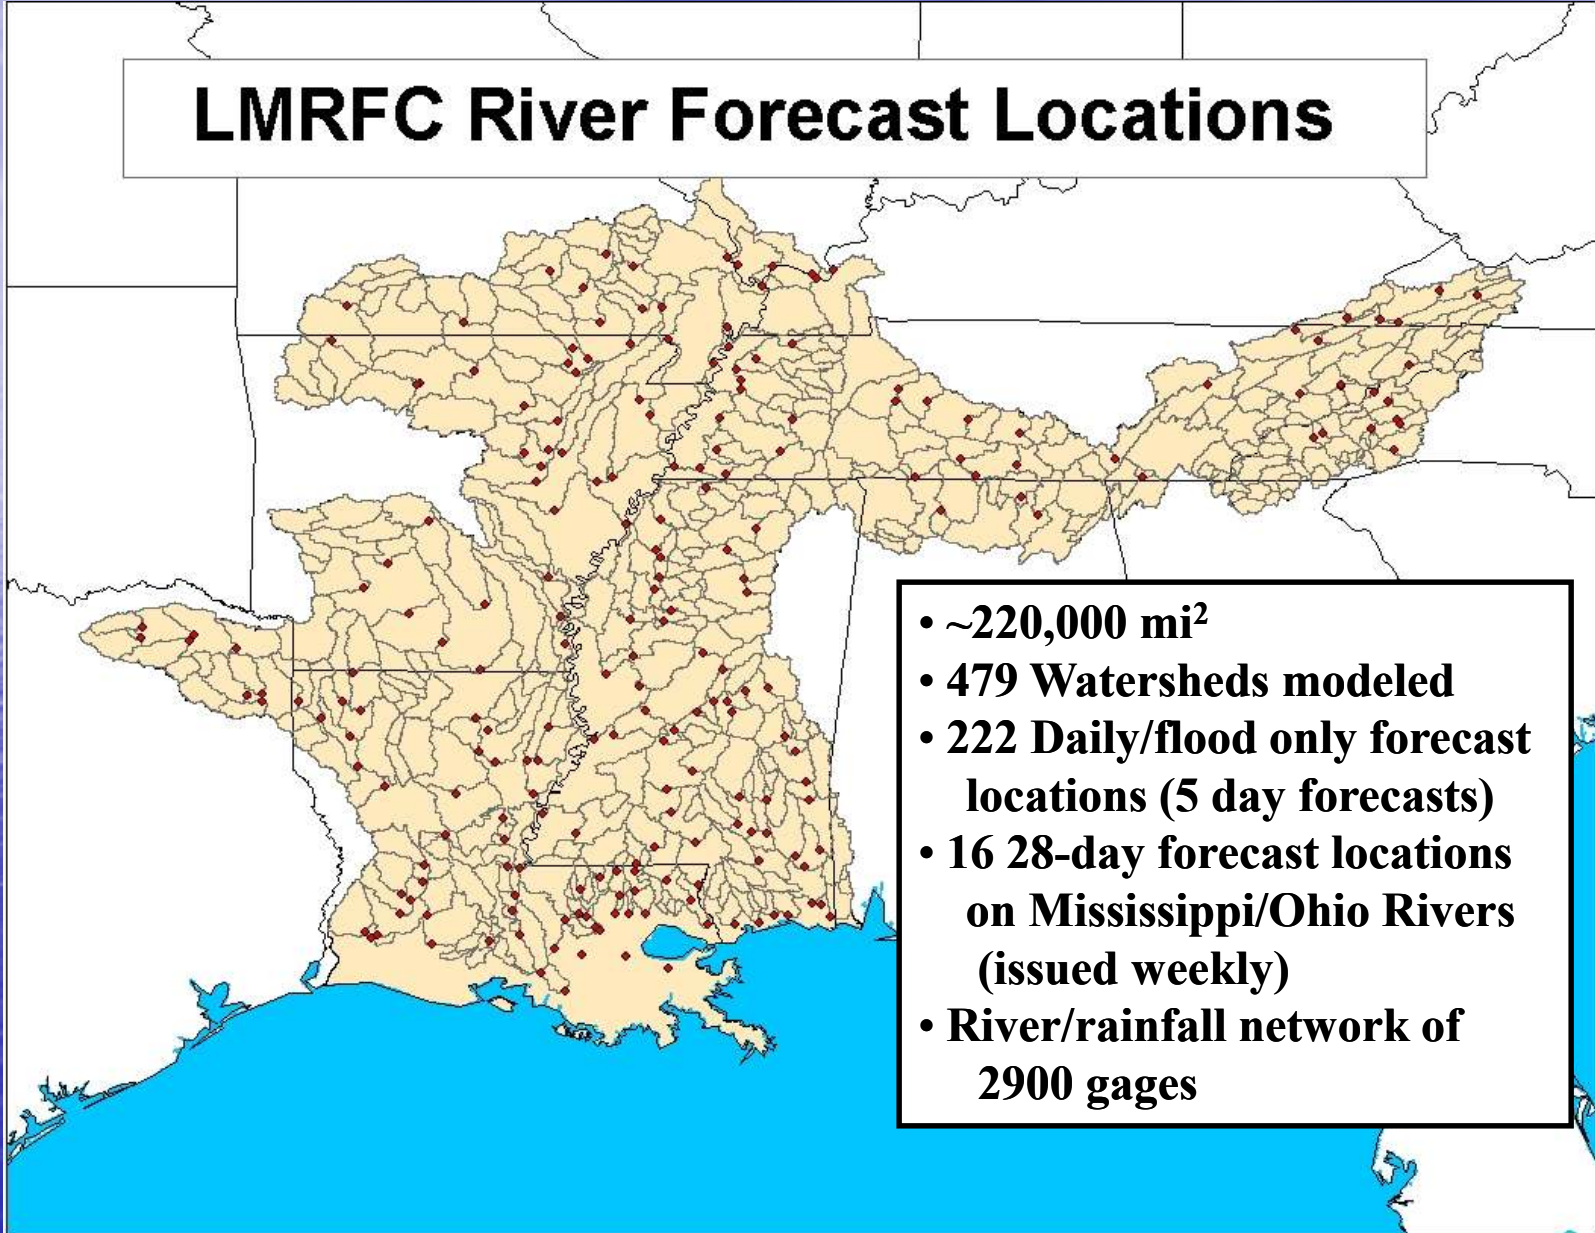 LMRFC River Forecast Locations
• ~220,000 mi²
• 479 Watersheds modeled
• 222 Daily/flood only forecast
locations (5 day forecasts)
• 16 28-day forecast locations
on Mississippi/Ohio Rivers
(issued weekly)
• River/rainfall network of
2900 gages